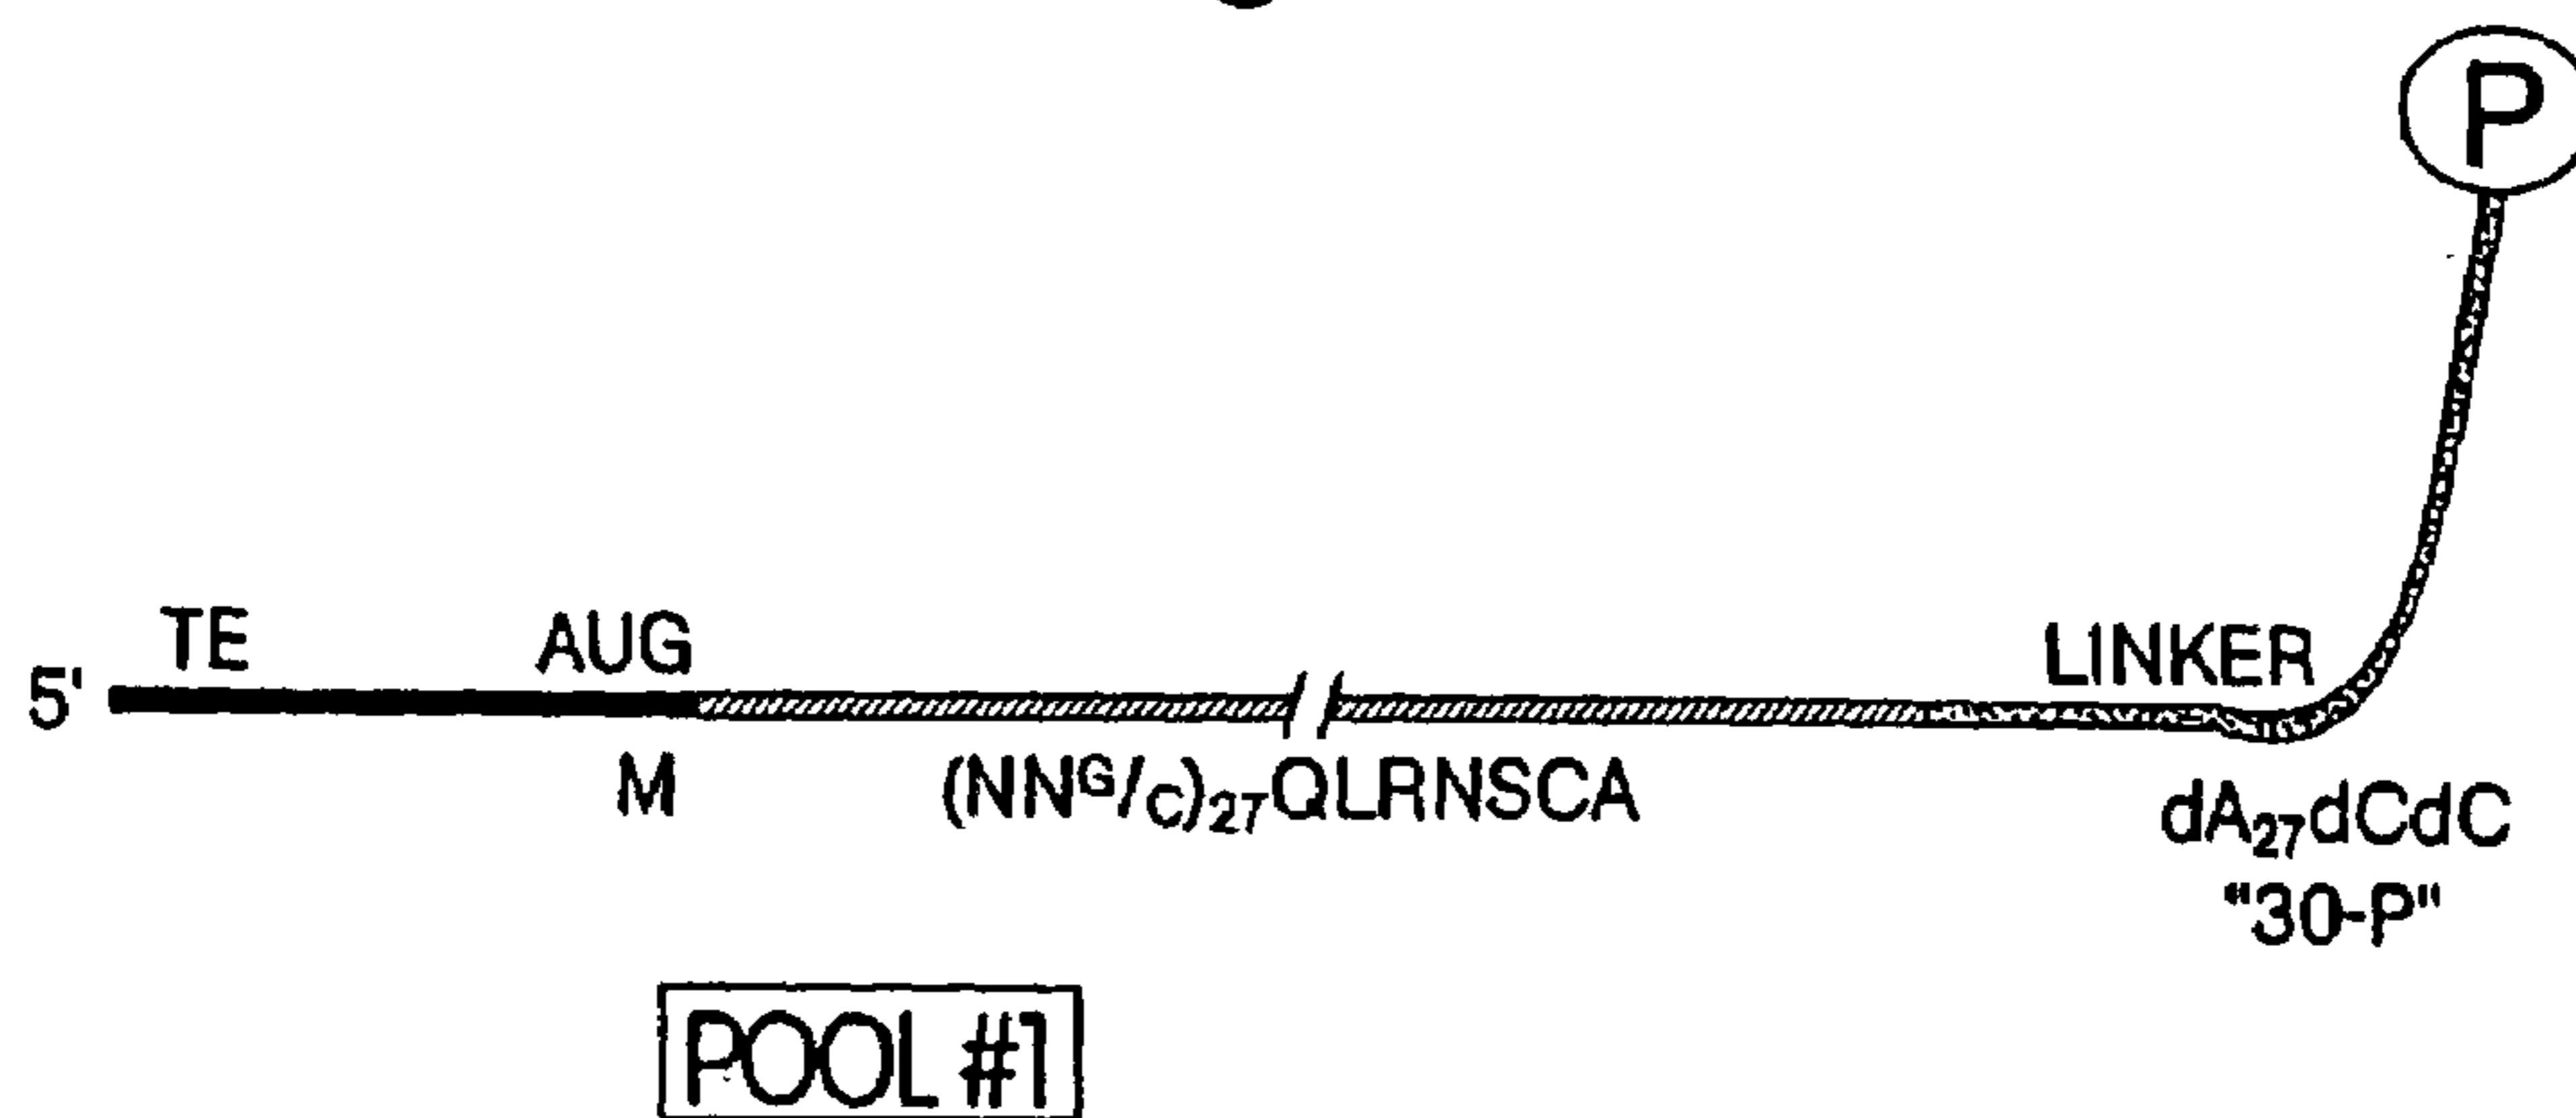 P
TE AUG LINKER
5'
M (NNG/C)27QLRNSCA dA27dCdC
"30-P"
POOL #1